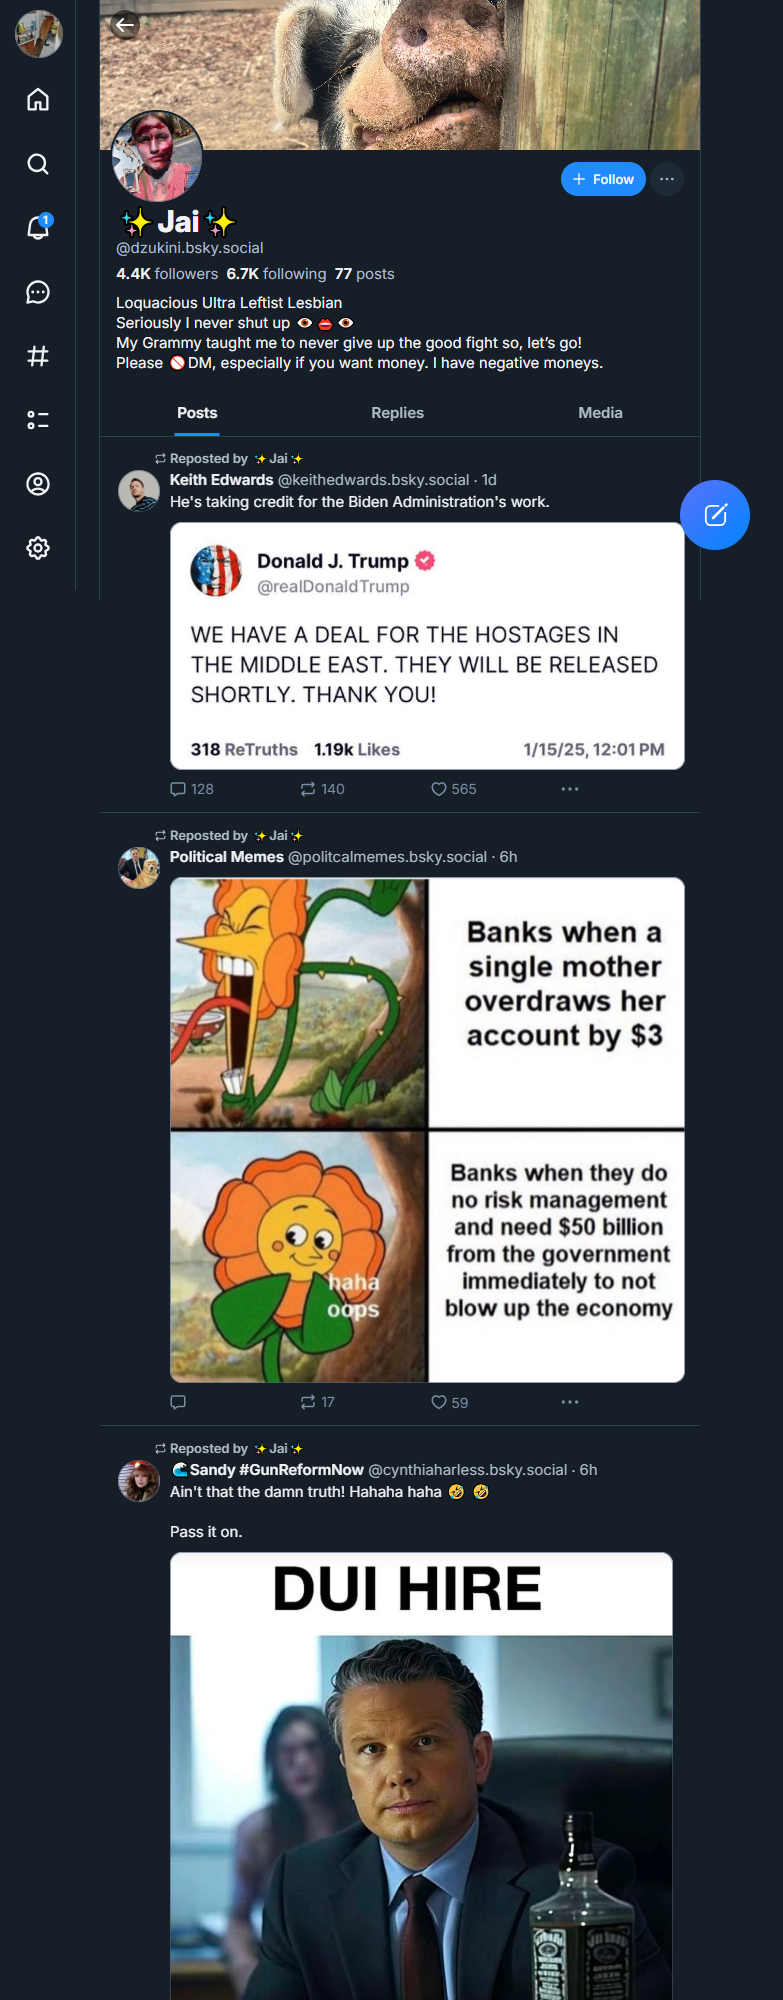 1
+ Follow
✨Jai✨
@dzukini.bsky.social
4.4K followers 6.7K following 77 posts
Loquacious Ultra Leftist Lesbian
Seriously I never shut up 👁️ 🫦 👁️
My Grammy taught me to never give up the good fight so, let's go!
Please 🚫DM, especially if you want money. I have negative moneys.
Posts Replies Media
Reposted by ✨Jai✨
Keith Edwards @keithedwards.bsky.social · 1d
He's taking credit for the Biden Administration's work.
Donald J. Trump
@realDonaldTrump
WE HAVE A DEAL FOR THE HOSTAGES IN
THE MIDDLE EAST. THEY WILL BE RELEASED
SHORTLY. THANK YOU!
318 ReTruths 1.19k Likes 1/15/25, 12:01 PM
128 140 565
Reposted by ✨Jai✨
Political Memes @politcalmemes.bsky.social · 6h
Banks when a
single mother
overdraws her
account by $3
Banks when they do
no risk management
and need $50 billion
from the government
immediately to not
blow up the economy
haha
oops
17 59
Reposted by ✨Jai✨
🌊Sandy #GunReformNow @cynthiaharless.bsky.social · 6h
Ain't that the damn truth! Hahaha haha 🤣 🤣
Pass it on.
DUI HIRE